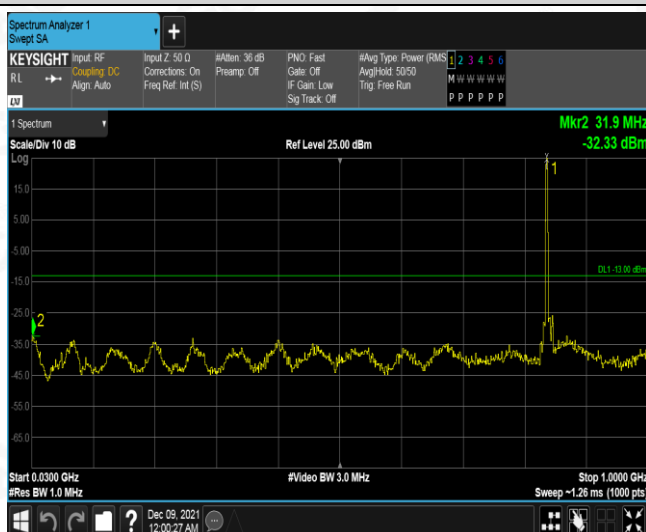 Spectrum Analyzer 1
Swept SA
+
KEYSIGHT
RL
Input: RF
Coupling: DC
Align: Auto
Input Z: 50 Ω
Corrections: On
Freq Ref: Int (S)
#Atten: 36 dB
Preamp: Off
PNO: Fast
Gate: Off
IF Gain: Low
Sig Track: Off
#Avg Type: Power (RMS
Avg|Hold: 50/50
Trig: Free Run
1 2 3 4 5 6
M W W W W W
P P P P P P
LXI
1 Spectrum
Mkr2 31.9 MHz
-32.33 dBm
Scale/Div 10 dB
Ref Level 25.00 dBm
Log
1
15.0
5.00
-5.00
DL1 -13.00 dBm
-15.0
-25.0
2
-35.0
-45.0
-55.0
-65.0
Start 0.0300 GHz
#Video BW 3.0 MHz
Stop 1.0000 GHz
#Res BW 1.0 MHz
Sweep ~1.26 ms (1000 pts)
?
Dec 09, 2021
12:00:27 AM